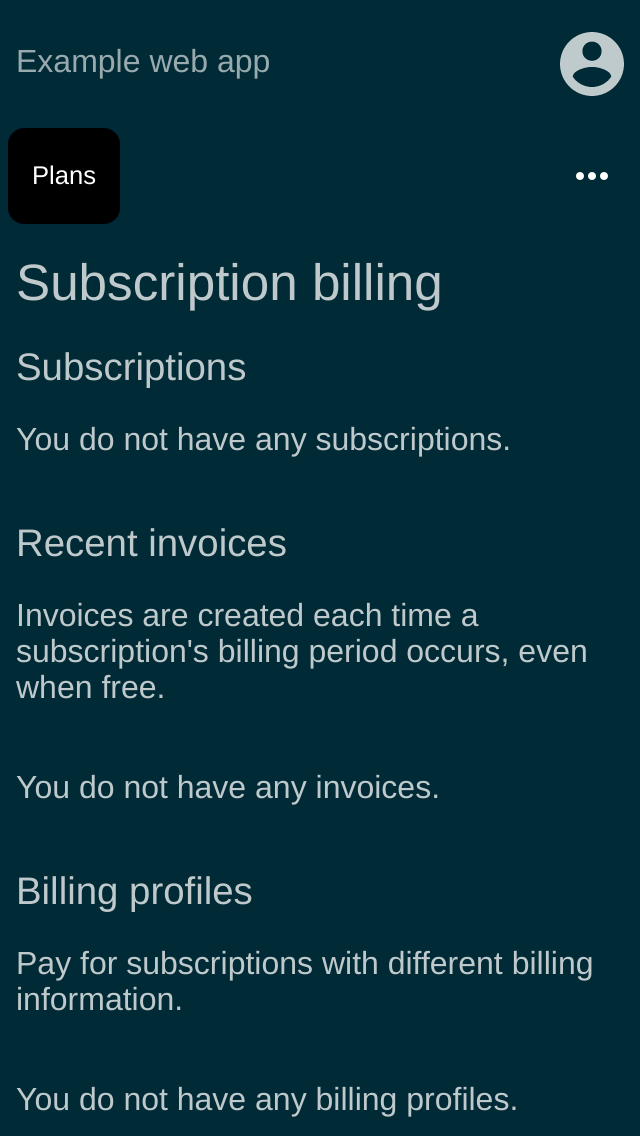 Example web app
Plans
Subscription billing
Subscriptions
You do not have any subscriptions.
Recent invoices
Invoices are created each time a
subscription's billing period occurs, even
when free.
You do not have any invoices.
Billing profiles
Pay for subscriptions with different billing
information.
You do not have any billing profiles.